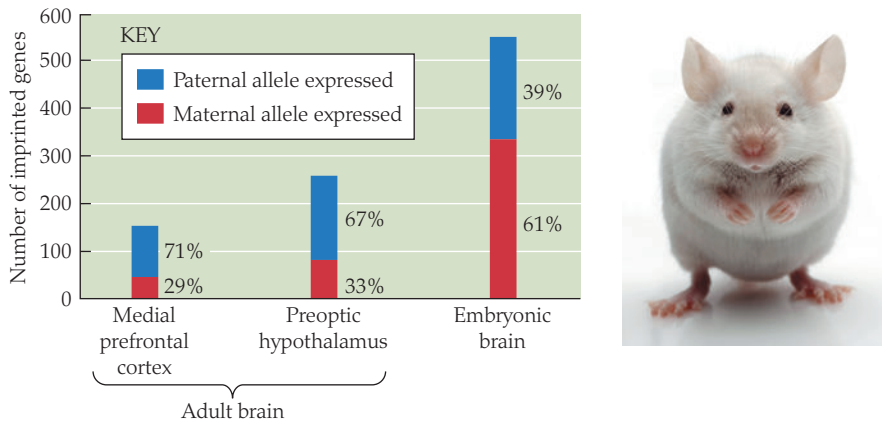 Number of imprinted genes
600
500
400
300
200
100
0
KEY
Paternal allele expressed
Maternal allele expressed
71%
29%
67%
33%
39%
61%
Medial
prefrontal
cortex
Preoptic
hypothalamus
Embryonic
brain
Adult brain